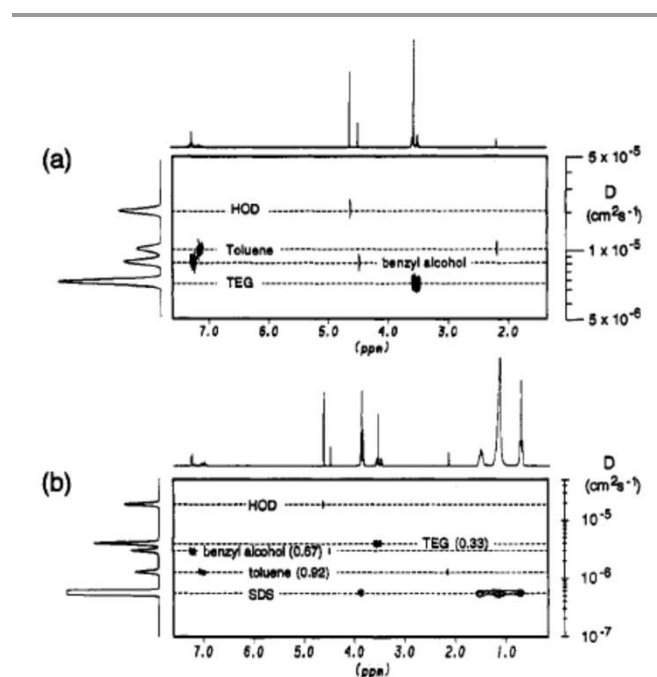 (a)
HOD
Toluene
benzyl alcohol
TEG
5 x 10⁻⁵
D
(cm²s⁻¹)
1 x 10⁻⁵
5 x 10⁻⁶
7.0 6.0 5.0 4.0 3.0 2.0
(ppm)
(b)
HOD
TEG (0.33)
benzyl alcohol (0.67)
toluene (0.92)
SDS
D
(cm²s⁻¹)
10⁻⁵
10⁻⁶
10⁻⁷
7.0 6.0 5.0 4.0 3.0 2.0 1.0
(ppm)